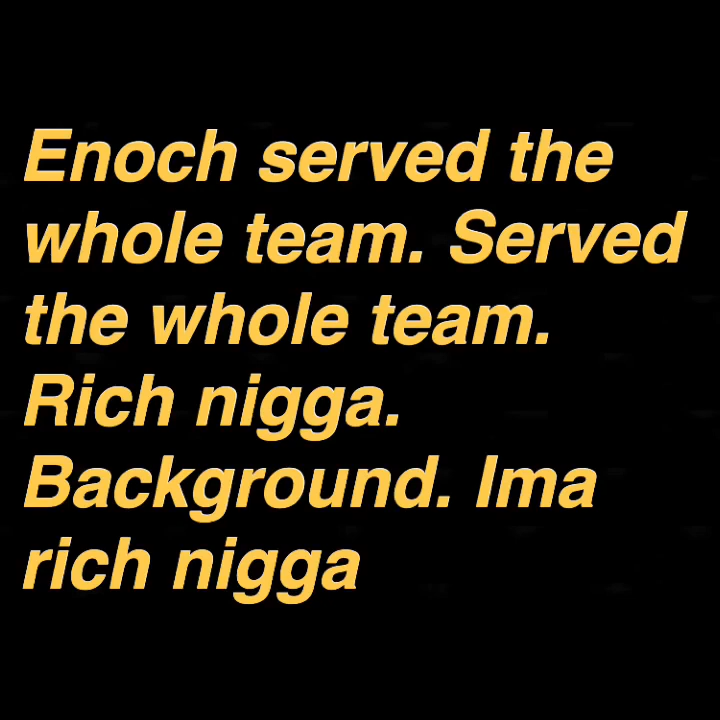 Enoch served the
whole team. Served
the whole team.
Rich nigga.
Background. Ima
rich nigga